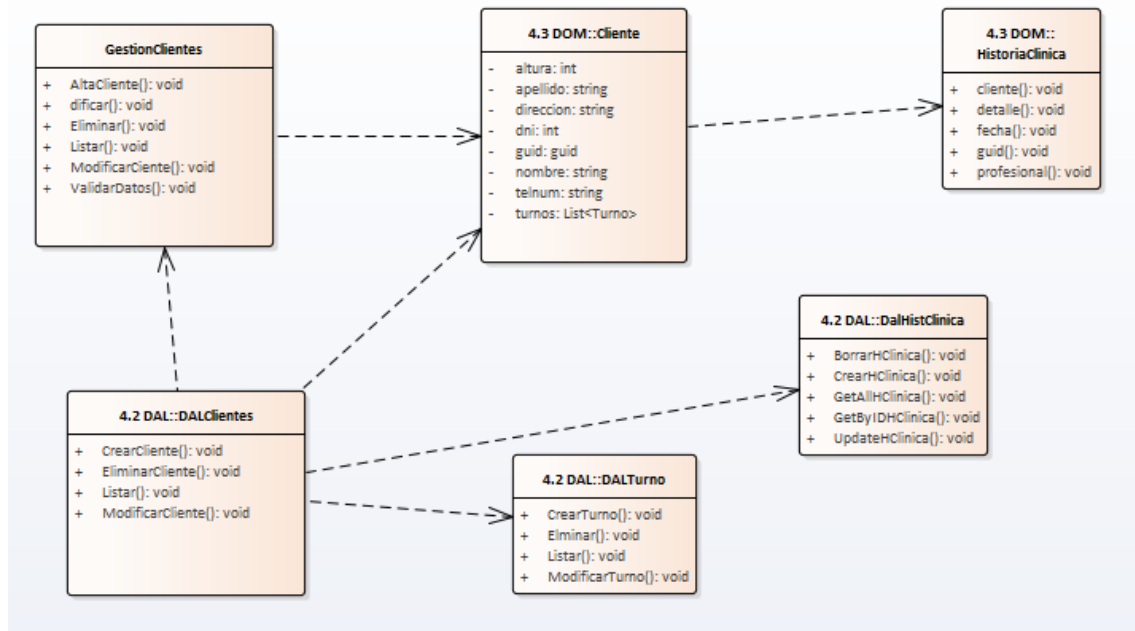 GestionClientes
+ AltaCliente(): void
+ dificar(): void
+ Eliminar(): void
+ Listar(): void
+ ModificarCiente(): void
+ ValidarDatos(): void
4.3 DOM::Cliente
- altura: int
- apellido: string
- direccion: string
- dni: int
- guid: guid
- nombre: string
- telnum: string
- turnos: List<Turno>
4.3 DOM::
HistoriaClinica
+ cliente(): void
+ detalle(): void
+ fecha(): void
+ guid(): void
+ profesional(): void
4.2 DAL::DalHistClinica
+ BorrarHClinica(): void
+ CrearHClinica(): void
+ GetAllHClinica(): void
+ GetByIDHClinica(): void
+ UpdateHClinica(): void
4.2 DAL::DALClientes
+ CrearCliente(): void
+ EliminarCliente(): void
+ Listar(): void
+ ModificarCliente(): void
4.2 DAL::DALTurno
+ CrearTurno(): void
+ Elminar(): void
+ Listar(): void
+ ModificarTurno(): void